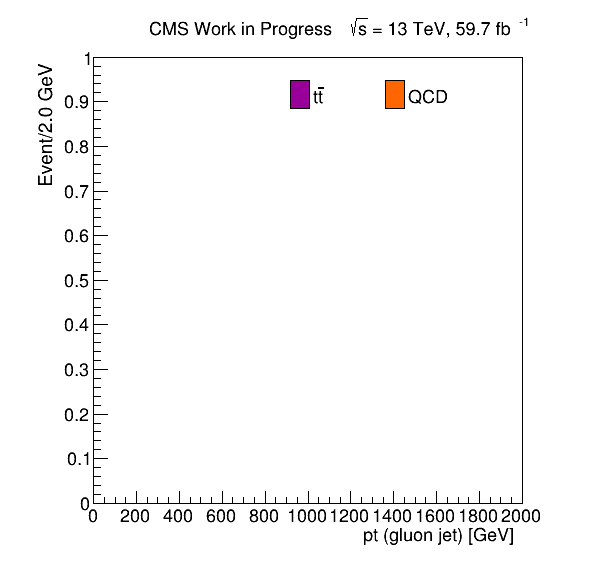 CMS Work in Progress √s = 13 TeV, 59.7 fb⁻¹
Event/2.0 GeV
1
0.9
0.8
0.7
0.6
0.5
0.4
0.3
0.2
0.1
0
tt̄ QCD
0 200 400 600 800 1000 1200 1400 1600 1800 2000
pt (gluon jet) [GeV]